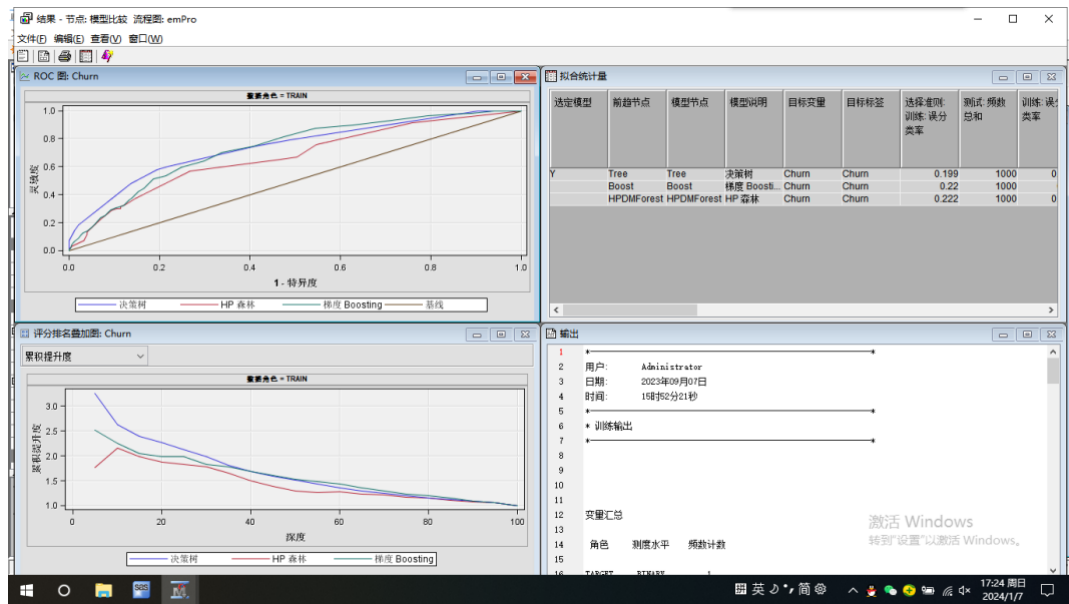 结果 - 节点: 模型比较 流程图: emPro
文件(F) 编辑(E) 查看(V) 窗口(W)
ROC 图: Churn
数据角色 = TRAIN
灵敏度
1.0
0.8
0.6
0.4
0.2
0.0
0.0 0.2 0.4 0.6 0.8 1.0
1 - 特异度
决策树 HP 森林 梯度 Boosting 基线
拟合统计量
选定模型 前趋节点 模型节点 模型说明 目标变量 目标标签 选择准则: 测试: 频数 训练: 误分
训练: 误分 总和 类率
类率
Y Tree Tree 决策树 Churn Churn 0.199 1000 0
Boost Boost 梯度 Boosti... Churn Churn 0.22 1000
HPDMForest HPDMForest HP 森林 Churn Churn 0.222 1000 0
评分排名叠加图: Churn
累积提升度
数据角色 = TRAIN
累积提升度
3.0
2.5
2.0
1.5
1.0
0 20 40 60 80 100
深度
决策树 HP 森林 梯度 Boosting
输出
1 *
2 用户: Administrator
3 日期: 2023年09月07日
4 时间: 15时52分21秒
5 *
6 * 训练输出
7 *
8
9
10
11
12 变量汇总
13
14 角色 测度水平 频数计数
15
16 TARGET BINARY 1
激活 Windows
转到"设置"以激活 Windows。
SAS
英 简
17:24 周日
2024/1/7